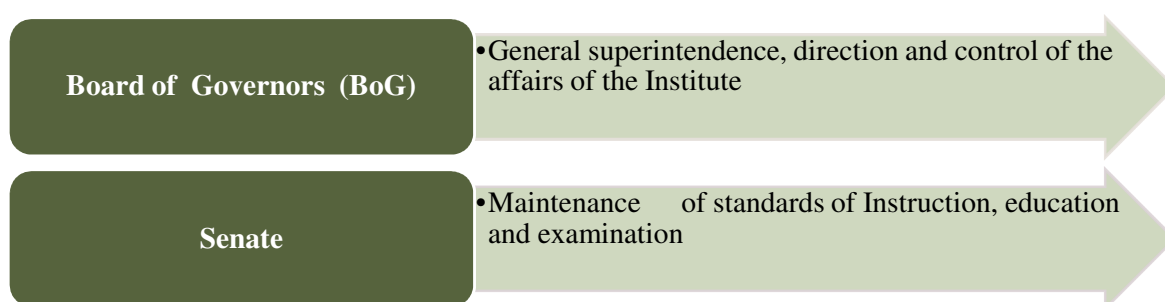 Board of Governors (BoG)
•General superintendence, direction and control of the
affairs of the Institute
Senate
•Maintenance of standards of Instruction, education
and examination